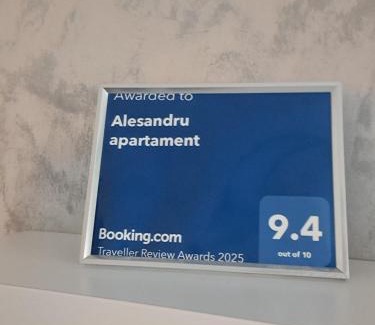 Awarded to
Alesandru
apartament
9.4
out of 10
Booking.com
Traveller Review Awards 2025